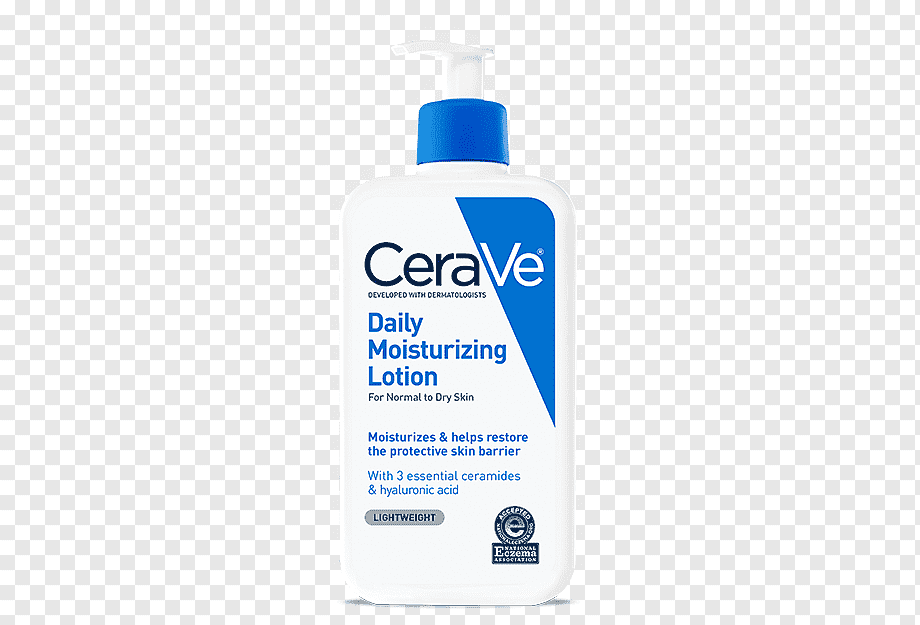 CeraVe®
DEVELOPED WITH DERMATOLOGISTS
Daily
Moisturizing
Lotion
For Normal to Dry Skin
Moisturizes & helps restore
the protective skin barrier
With 3 essential ceramides
& hyaluronic acid
LIGHTWEIGHT
ACCEPTED
NATIONAL
Eczema
ASSOCIATION